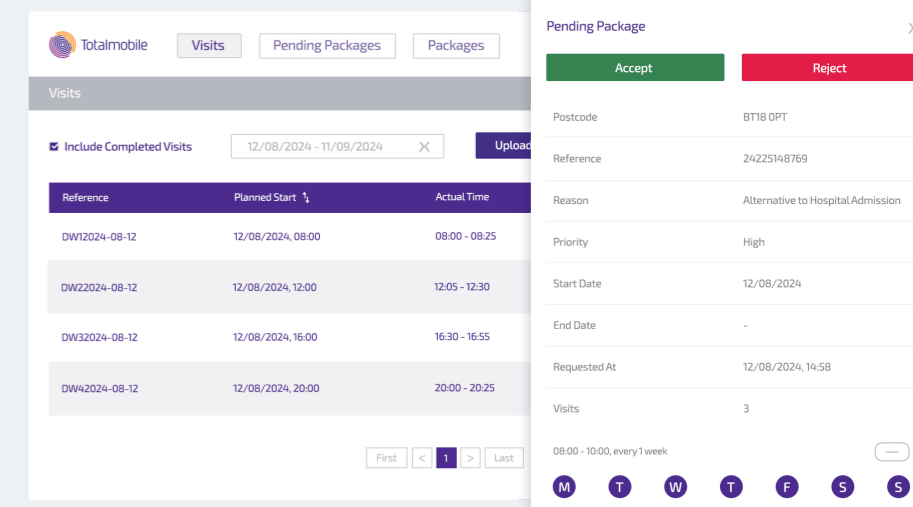 Totalmobile Visits Pending Packages Packages
Visits
Include Completed Visits 12/08/2024 - 11/09/2024 X Upload
Reference Planned Start Actual Time
DW12024-08-12 12/08/2024, 08:00 08:00 - 08:25
DW22024-08-12 12/08/2024, 12:00 12:05 - 12:30
DW32024-08-12 12/08/2024, 16:00 16:30 - 16:55
DW42024-08-12 12/08/2024, 20:00 20:00 - 20:25
First < 1 > Last
Pending Package
Accept Reject
Postcode BT18 0PT
Reference 24225148769
Reason Alternative to Hospital Admission
Priority High
Start Date 12/08/2024
End Date -
Requested At 12/08/2024, 14:58
Visits 3
08:00 - 10:00, every 1 week
M T W T F S S